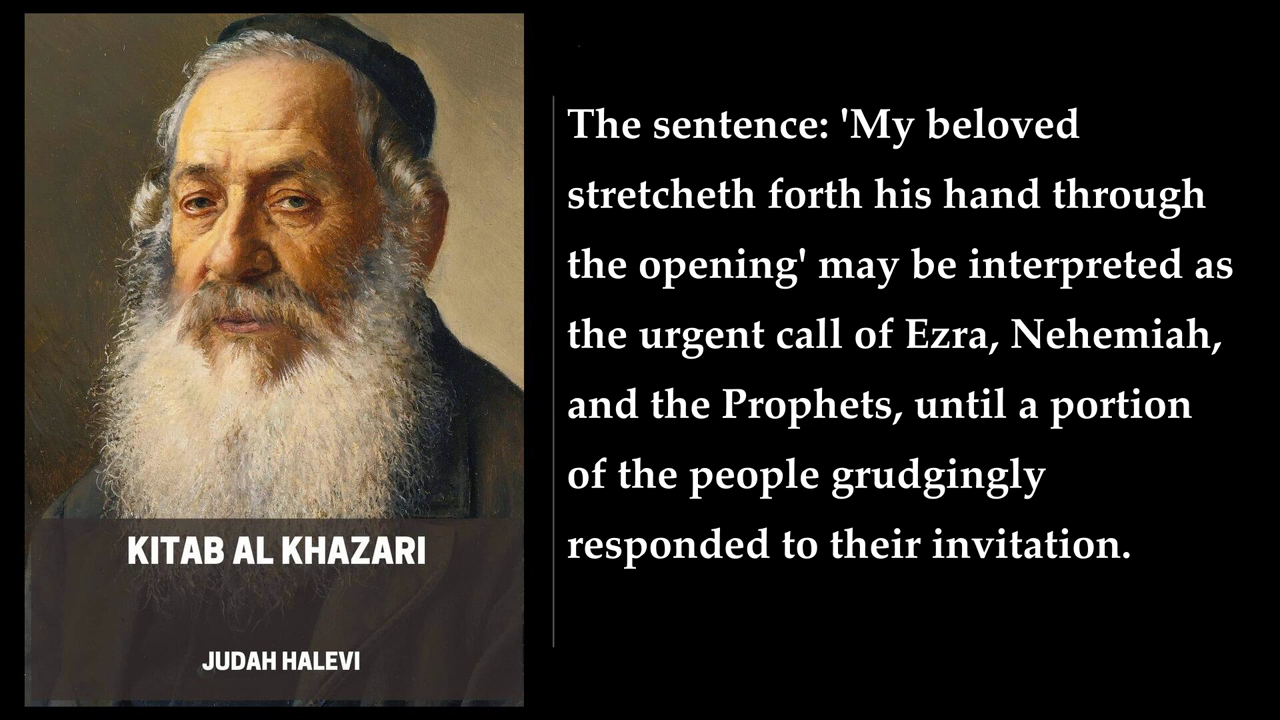 KITAB AL KHAZARI
JUDAH HALEVI
The sentence: 'My beloved
stretcheth forth his hand through
the opening' may be interpreted as
the urgent call of Ezra, Nehemiah,
and the Prophets, until a portion
of the people grudgingly
responded to their invitation.